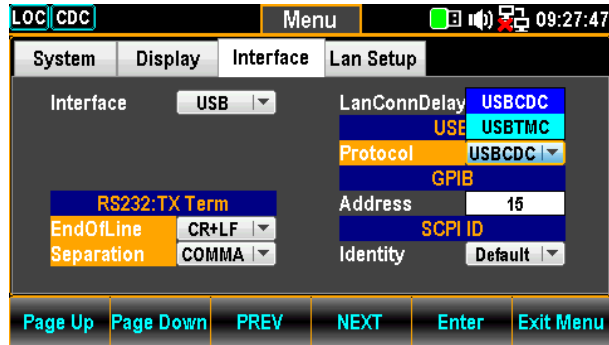 LOC CDC Menu 09:27:47
System Display Interface Lan Setup
Interface USB LanConnDelay USBCDC
USB USBTMC
Protocol USBCDC
GPIB
RS232:TX Term Address 15
EndOfLine CR+LF SCPI ID
Separation COMMA Identity Default
Page Up Page Down PREV NEXT Enter Exit Menu